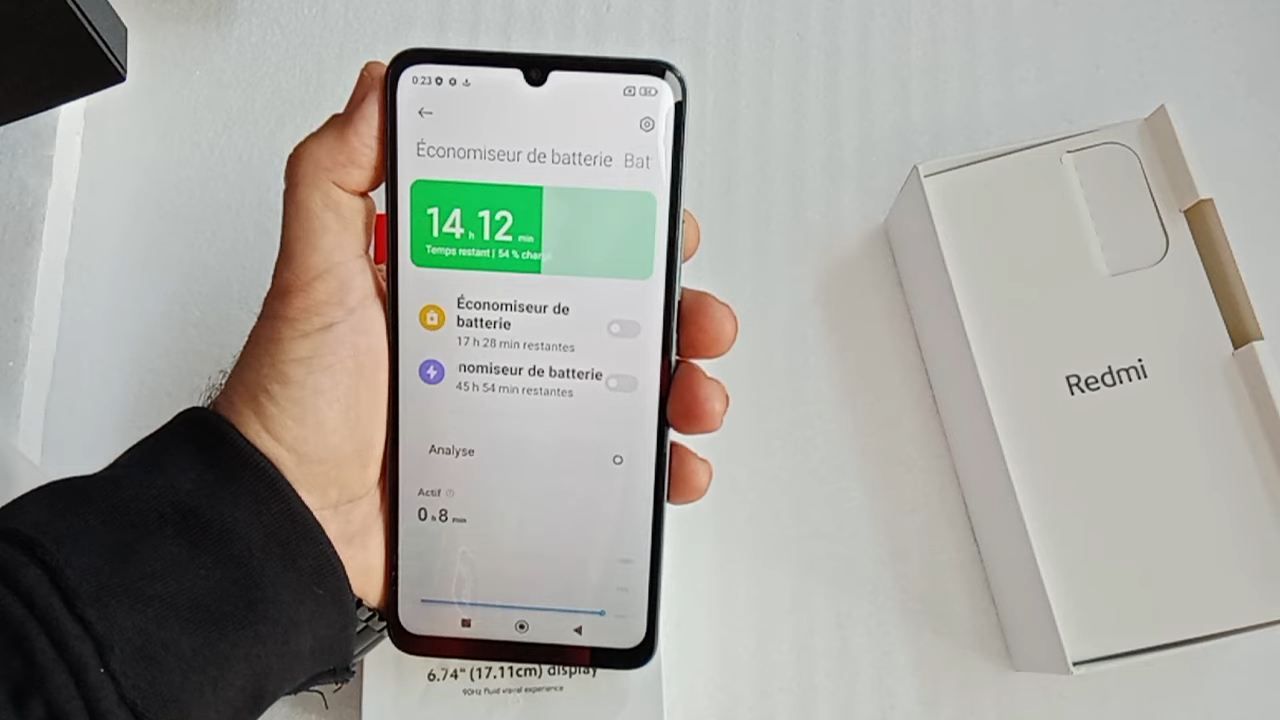 0:23
Économiseur de batterie Bat
14 h 12 min
Temps restant | 54 % charg
Économiseur de
batterie
17 h 28 min restantes
nomiseur de batterie
45 h 54 min restantes
Analyse
Actif
0 h 8 min
6.74" (17.11cm) display
90Hz fluid visual experience
Redmi